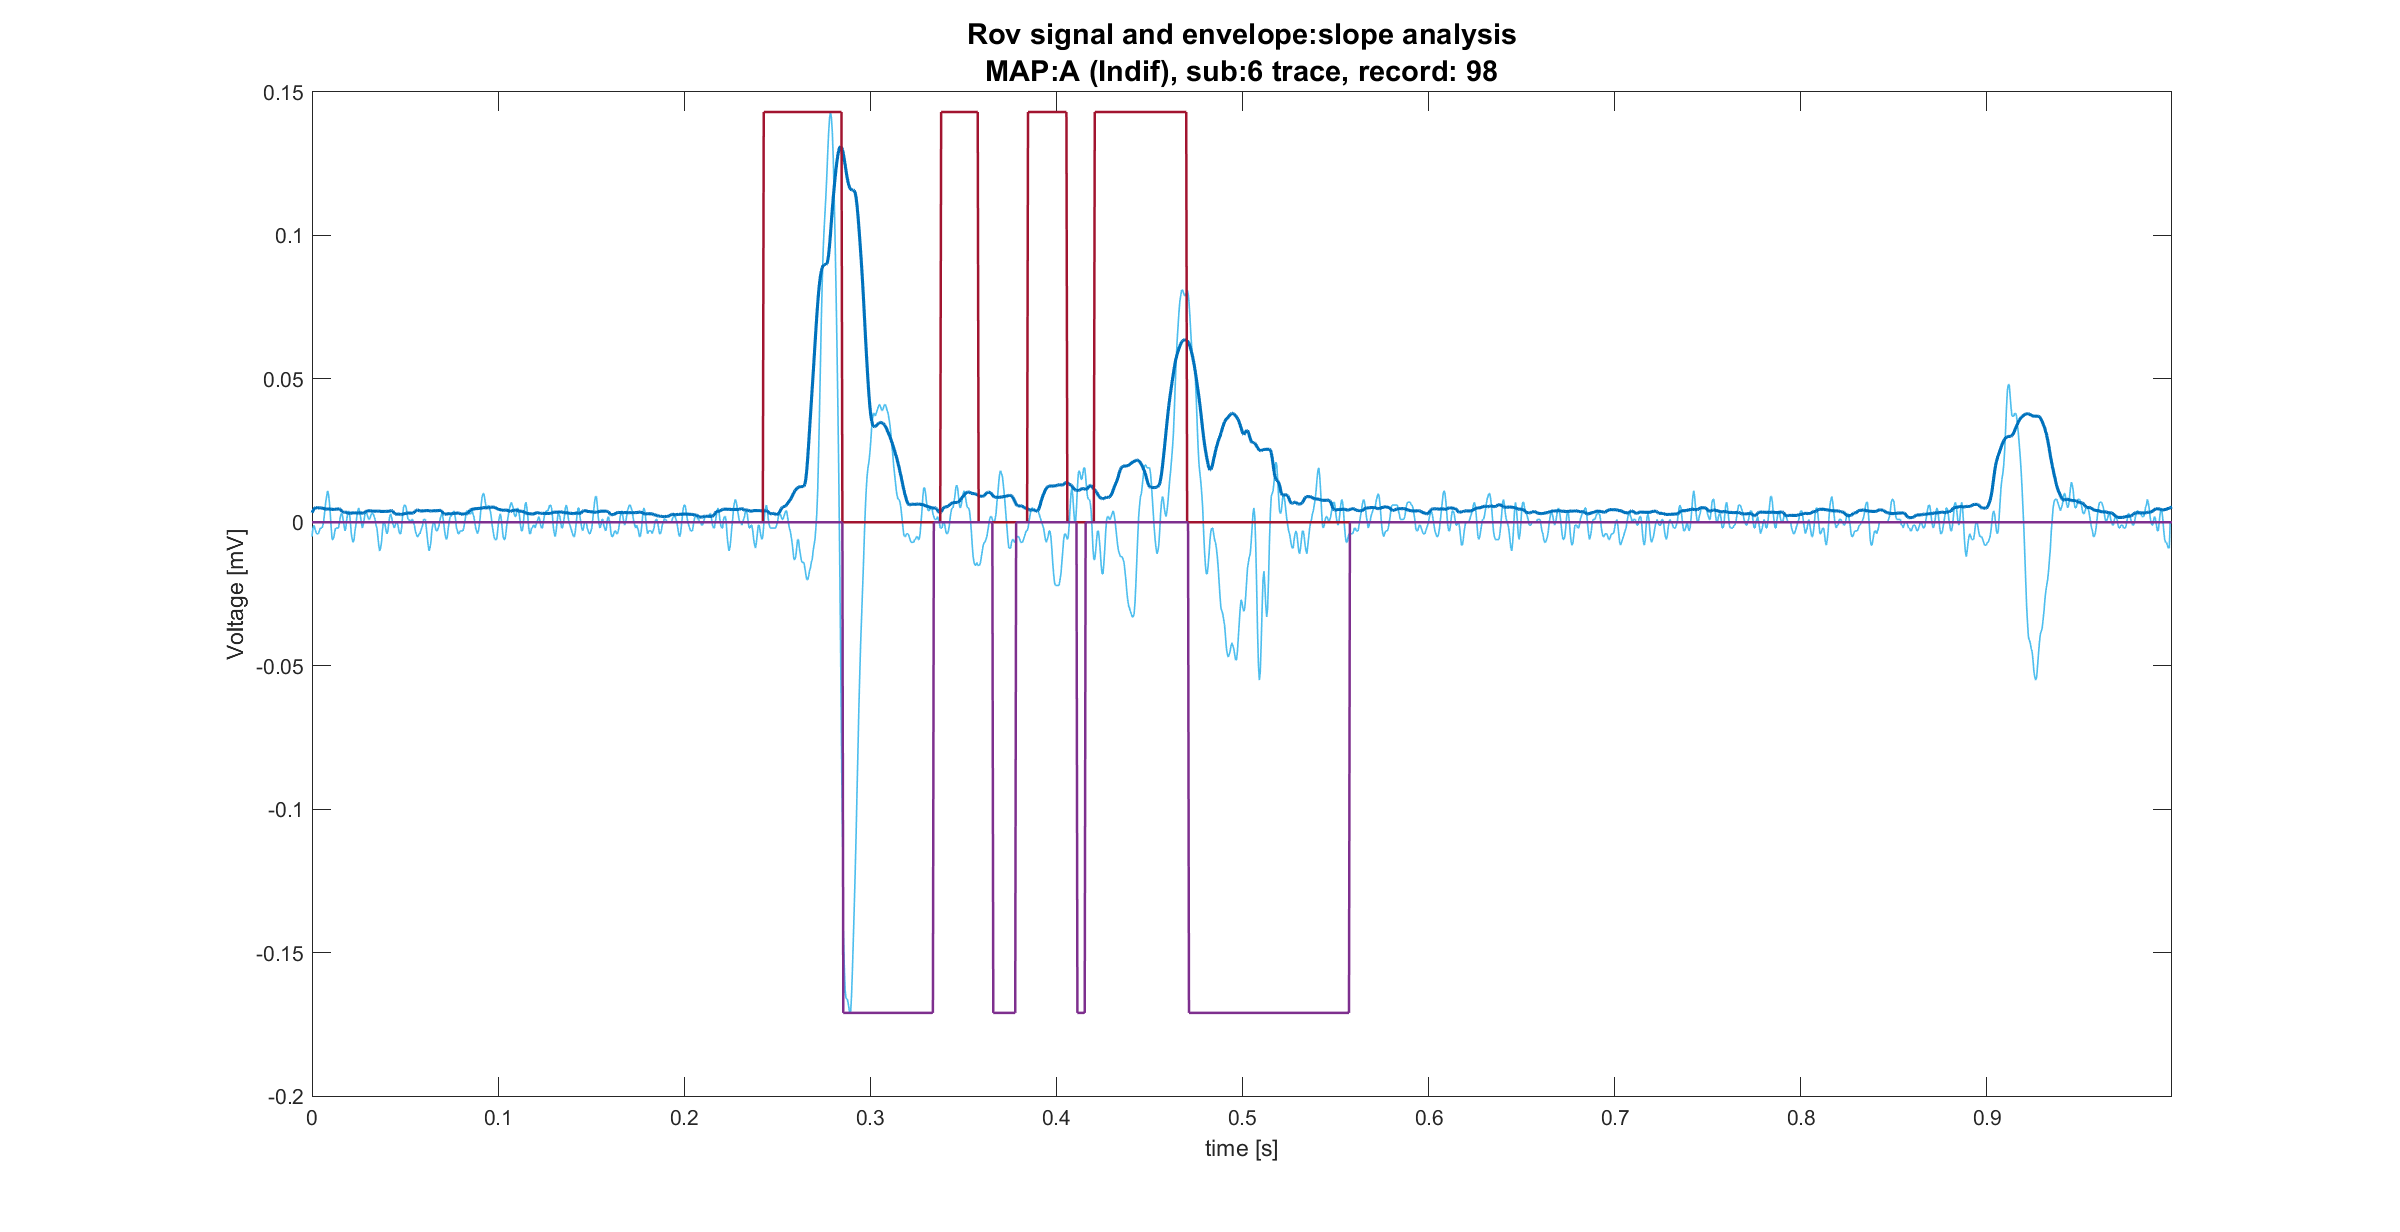 Rov signal and envelope:slope analysis
MAP:A (Indif), sub:6 trace, record: 98
0.15
0.1
0.05
0
-0.05
-0.1
-0.15
-0.2
Voltage [mV]
0 0.1 0.2 0.3 0.4 0.5 0.6 0.7 0.8 0.9
time [s]